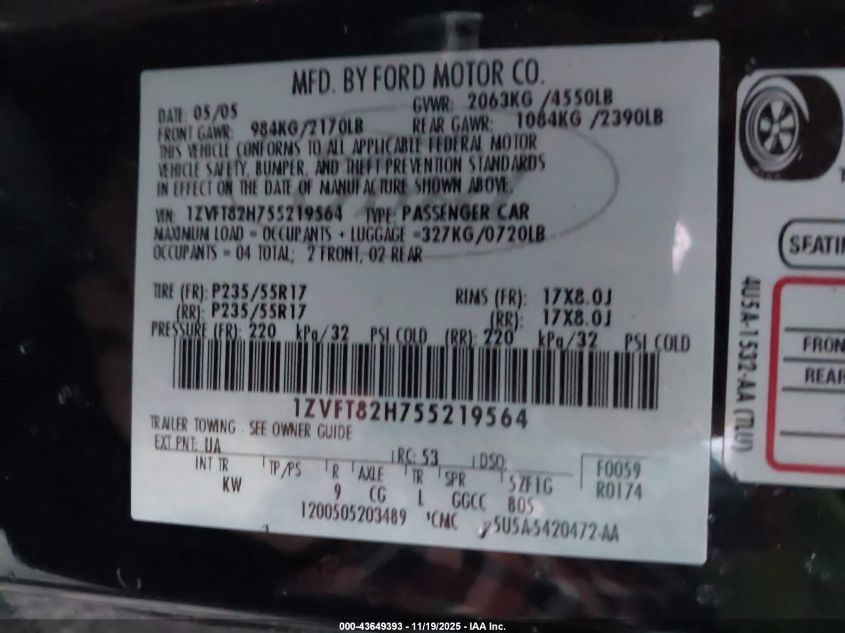 MFD. BY FORD MOTOR CO.
DATE: 05/05 GVWR: 2063KG /4550LB
FRONT GAWR: 984KG/2170LB REAR GAWR: 1084KG /2390LB
THIS VEHICLE CONFORMS TO ALL APPLICABLE FEDERAL MOTOR
VEHICLE SAFETY, BUMPER, AND THEFT PREVENTION STANDARDS
IN EFFECT ON THE DATE OF MANUFACTURE SHOWN ABOVE.
VIN: 1ZVFT82H755219564 TYPE: PASSENGER CAR
MAXIMUM LOAD = OCCUPANTS + LUGGAGE =327KG/0720LB
OCCUPANTS = 04 TOTAL; 2 FRONT, 02 REAR
TIRE (FR): P235/55R17 RIMS (FR): 17X8.0J
(RR): P235/55R17 (RR): 17X8.0J
PRESSURE (FR): 220 kPa/32 PSI COLD (RR): 220 kPa/32 PSI COLD
1ZVFT82H755219564
TRAILER TOWING - SEE OWNER GUIDE
EXT PNT: UA RC: 53 DSO: F0059
INT TR TP/PS R AXLE TR SPR 5ZF1G R0174
KW 9 CG L GGCC B05
1200505203489 CMC 5U5A-5420472-AA
SEATI
FRON
REAR
4U5A-1532-AA (TLU)
000-43649393 - 11/19/2025 - IAA Inc.